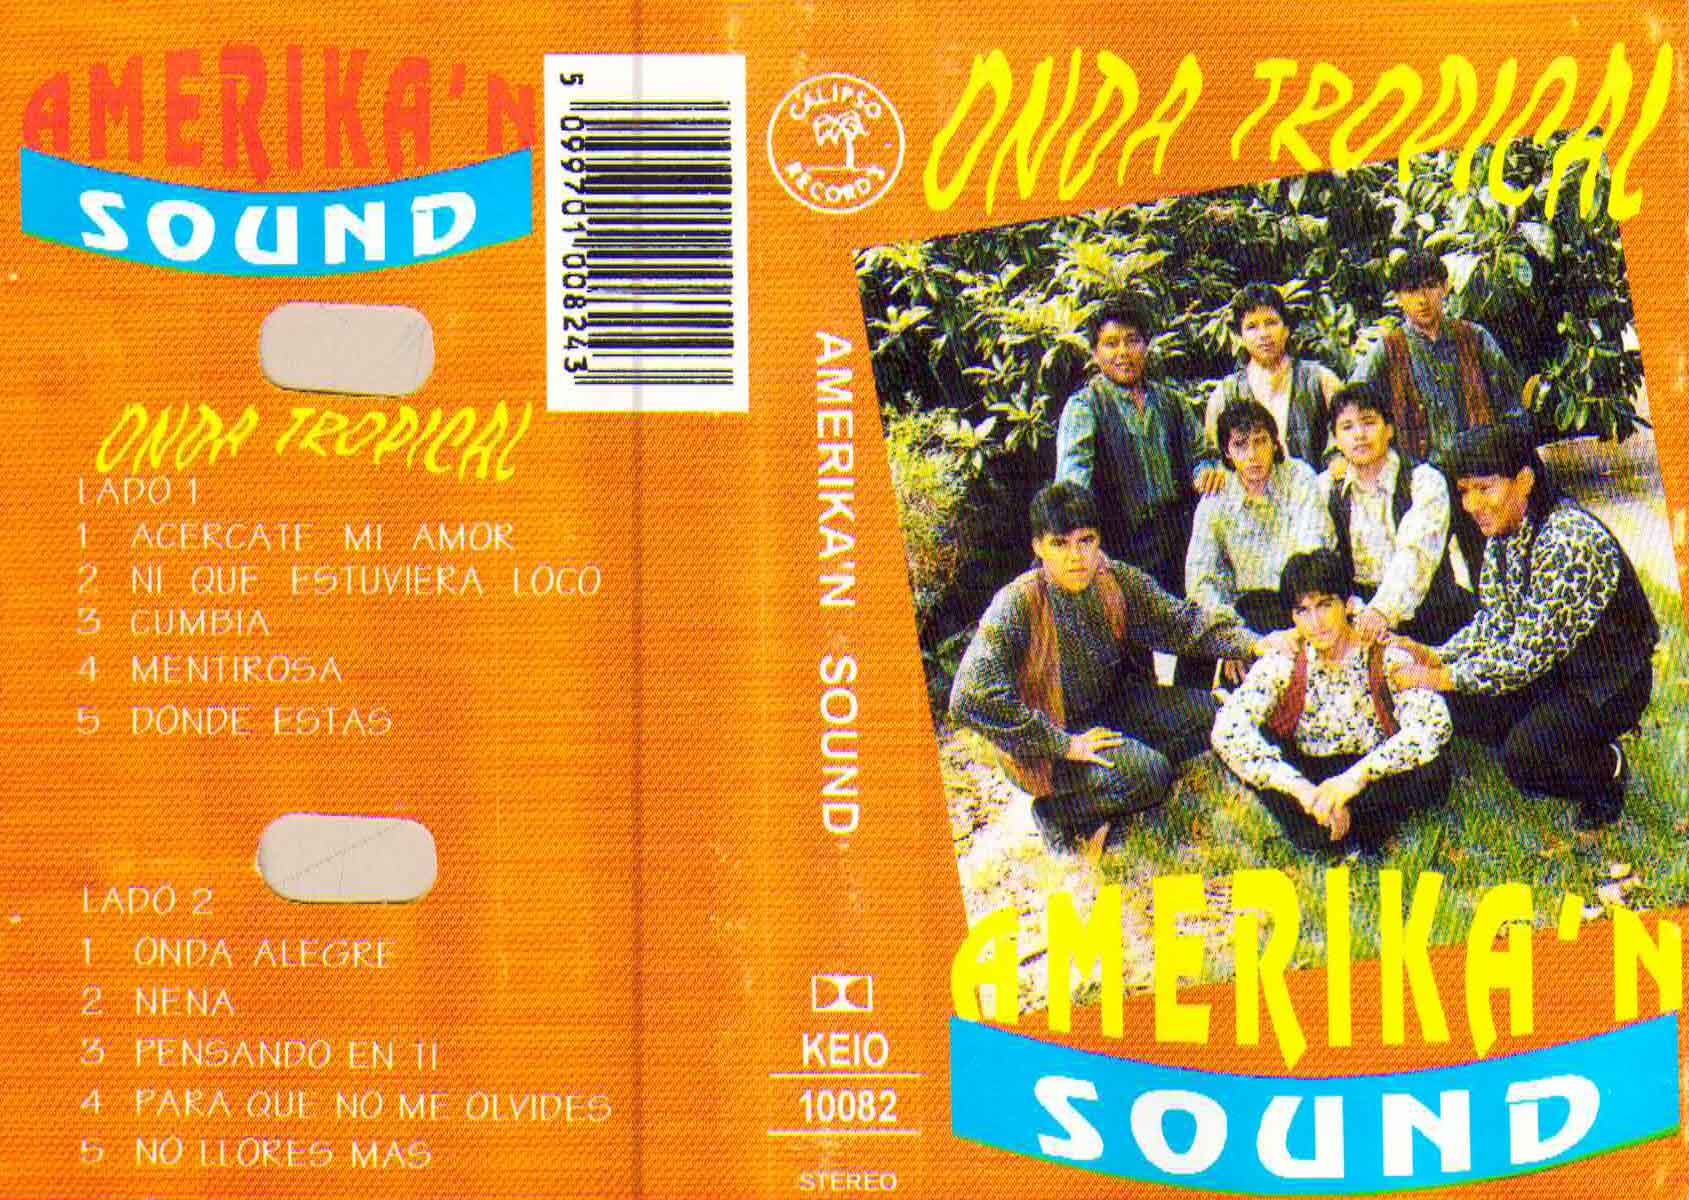 AMERIKA'N
SOUND
5 099701 008243
ONDA TROPICAL
LADO 1
1 ACERCATE MI AMOR
2 NI QUE ESTUVIERA LOCO
3 CUMBIA
4 MENTIROSA
5 DONDE ESTAS
LADO 2
1 ONDA ALEGRE
2 NENA
3 PENSANDO EN TI
4 PARA QUE NO ME OLVIDES
5 NO LLORES MAS
CALIPSO
RECORD'S
AMERIKA'N SOUND
KEIO
10082
STEREO
ONDA TROPICAL
AMERIKA'N
SOUND